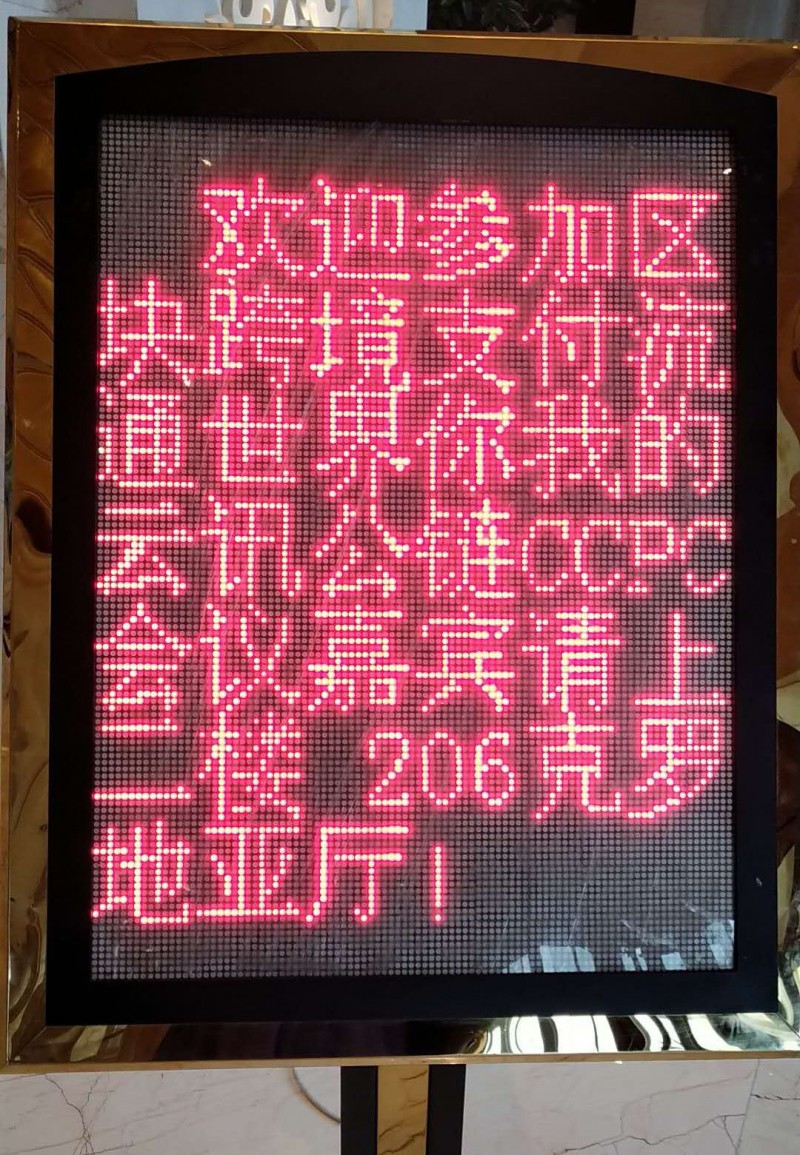 欢迎参加区
块跨境支付流
通世界你我的
云讯人链CCPC
会议嘉宾请上
二楼 206克罗
地亚厅!